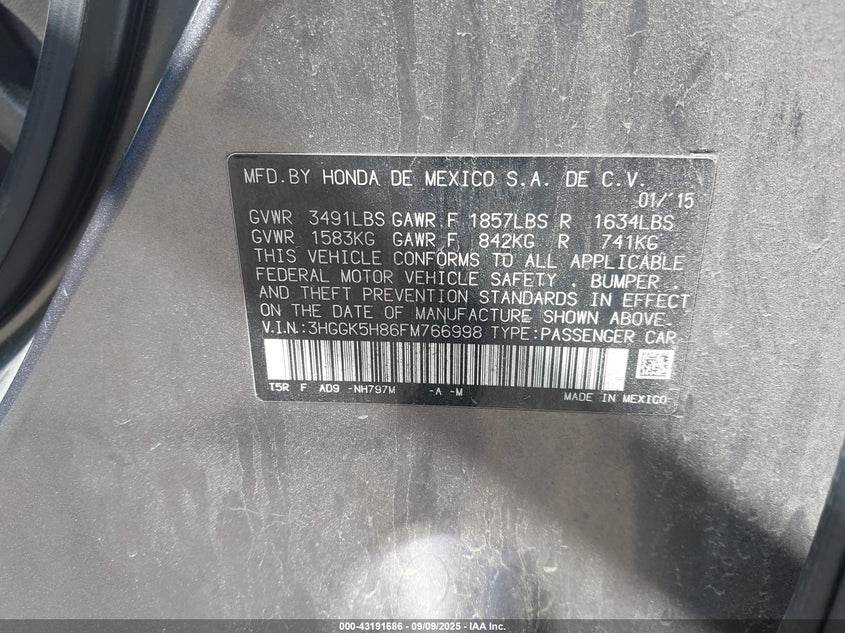 MFD.BY HONDA DE MEXICO S.A. DE C.V.
01/'15
GVWR 3491LBS GAWR F 1857LBS R 1634LBS
GVWR 1583KG GAWR F 842KG R 741KG
THIS VEHICLE CONFORMS TO ALL APPLICABLE
FEDERAL MOTOR VEHICLE SAFETY , BUMPER ,
AND THEFT PREVENTION STANDARDS IN EFFECT
ON THE DATE OF MANUFACTURE SHOWN ABOVE.
V.I.N.:3HGGK5H86FM766998 TYPE:PASSENGER CAR
T5R F AD9 -NH797M -A -M
MADE IN MEXICO
000-43191686 - 09/09/2025 - IAA Inc.